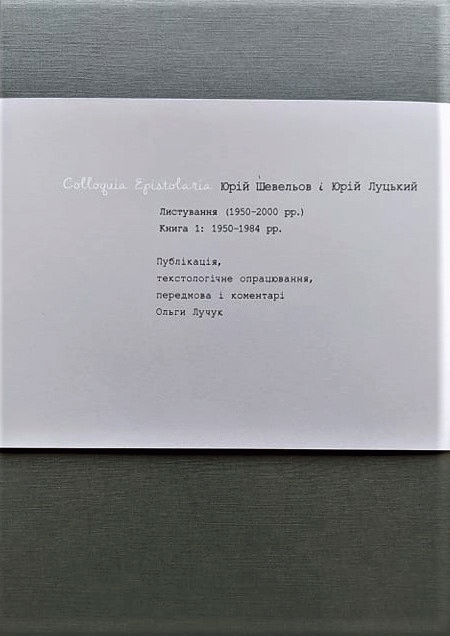 Colloquia Epistolaria Юрій Шевельов і Юрій Луцький
Листування (1950-2000 рр.)
Книга 1: 1950-1984 рр.
Публікація,
текстологічне опрацювання,
передмова і коментарі
Ольги Лучук